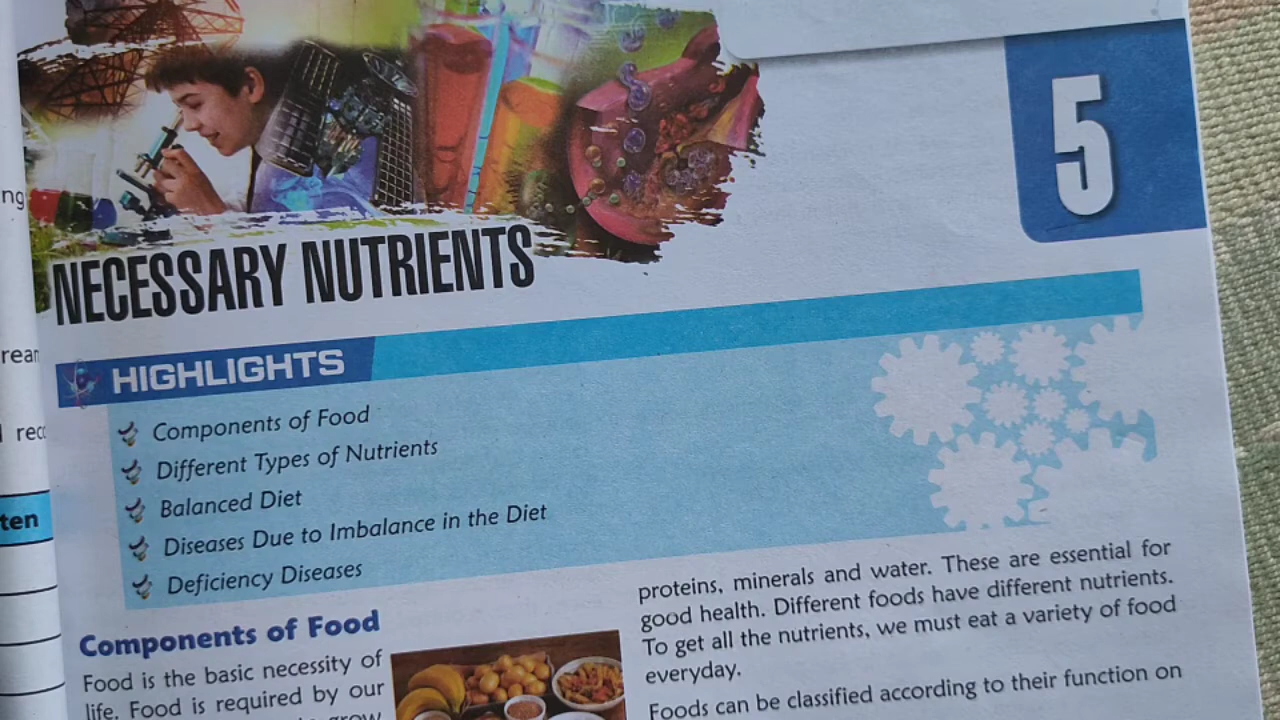 5
NECESSARY NUTRIENTS
HIGHLIGHTS
Components of Food
Different Types of Nutrients
Balanced Diet
Diseases Due to Imbalance in the Diet
Deficiency Diseases
Components of Food
Food is the basic necessity of
life. Food is required by our
grow
proteins, minerals and water. These are essential for
good health. Different foods have different nutrients.
To get all the nutrients, we must eat a variety of food
everyday.
Foods can be classified according to their function on
ten